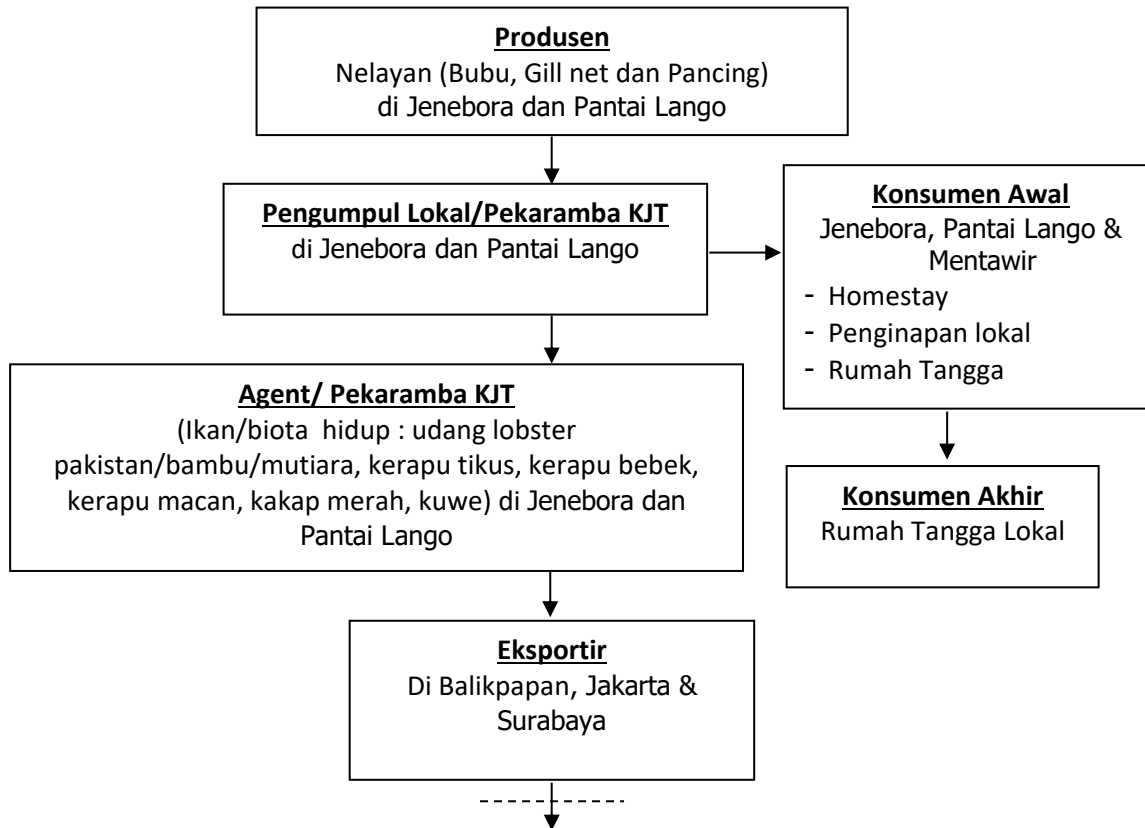 Produsen
Nelayan (Bubu, Gill net dan Pancing)
di Jenebora dan Pantai Lango
Pengumpul Lokal/Pekaramba KJT
di Jenebora dan Pantai Lango
Konsumen Awal
Jenebora, Pantai Lango &
Mentawir
- Homestay
- Penginapan lokal
- Rumah Tangga
Agent/ Pekaramba KJT
(Ikan/biota hidup : udang lobster
pakistan/bambu/mutiara, kerapu tikus, kerapu bebek,
kerapu macan, kakap merah, kuwe) di Jenebora dan
Pantai Lango
Konsumen Akhir
Rumah Tangga Lokal
Eksportir
Di Balikpapan, Jakarta &
Surabaya